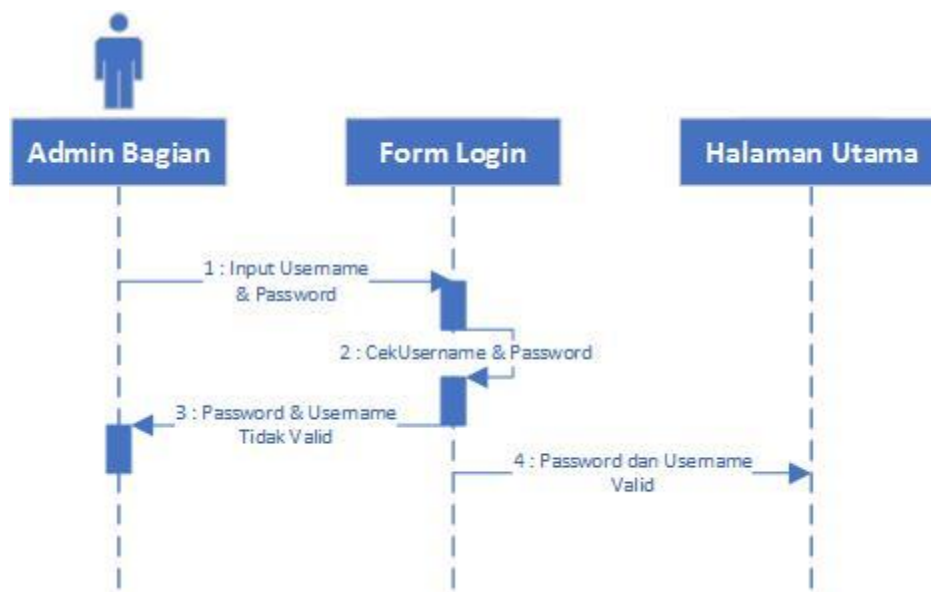 Admin Bagian
Form Login
Halaman Utama
1 : Input Username
& Password
2 : CekUsername & Password
3 : Password & Username
Tidak Valid
4 : Password dan Username
Valid